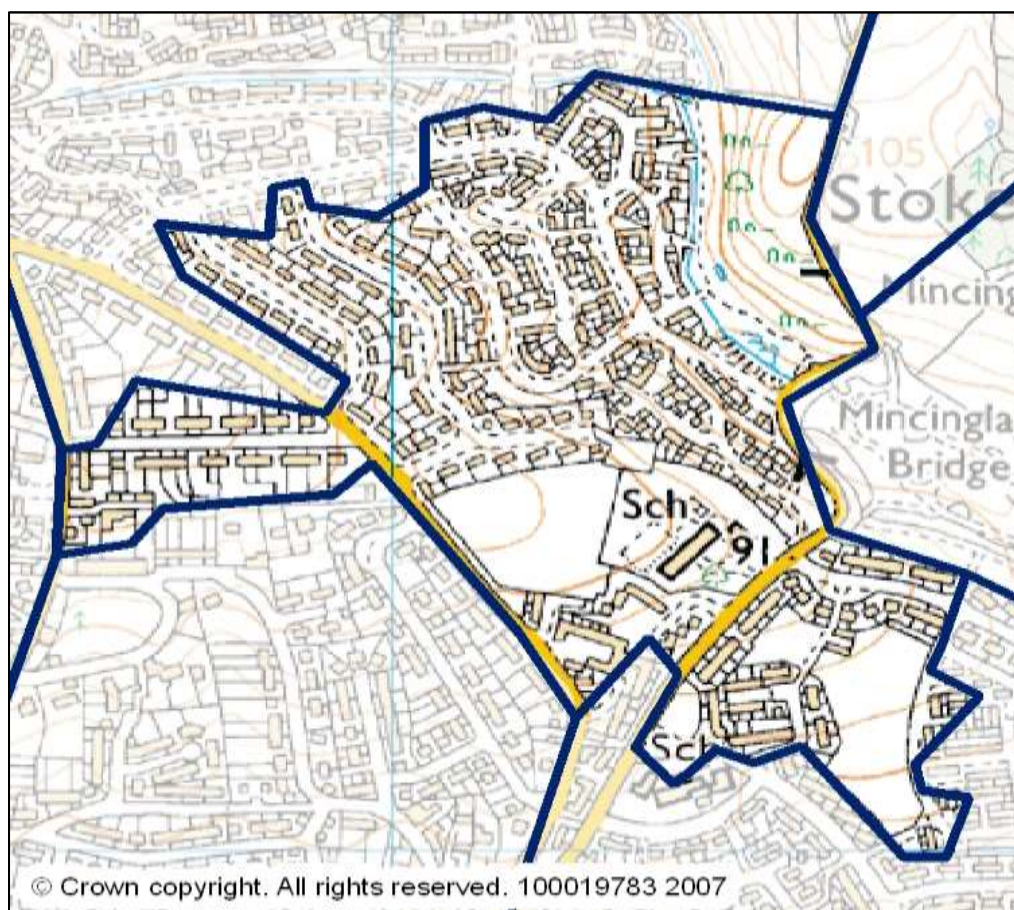 105
Stoke
Mincing
Mincingla
Bridge
Sch
91
Sch
© Crown copyright. All rights reserved. 100019783 2007